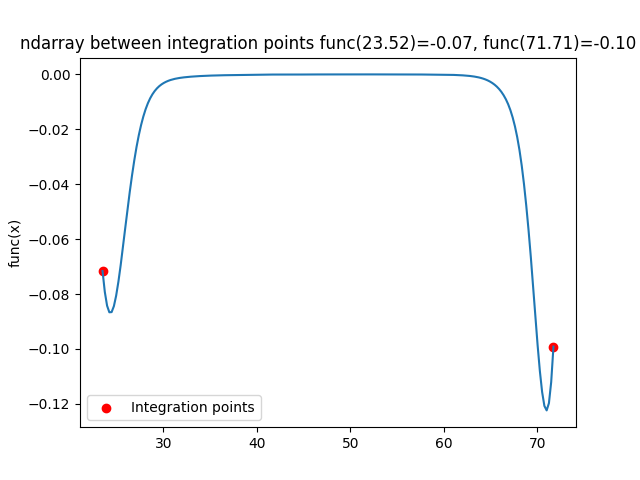 ndarray between integration points func(23.52)=-0.07, func(71.71)=-0.10
0.00
−0.02
−0.04
−0.06
−0.08
−0.10
−0.12
func(x)
Integration points
30 40 50 60 70